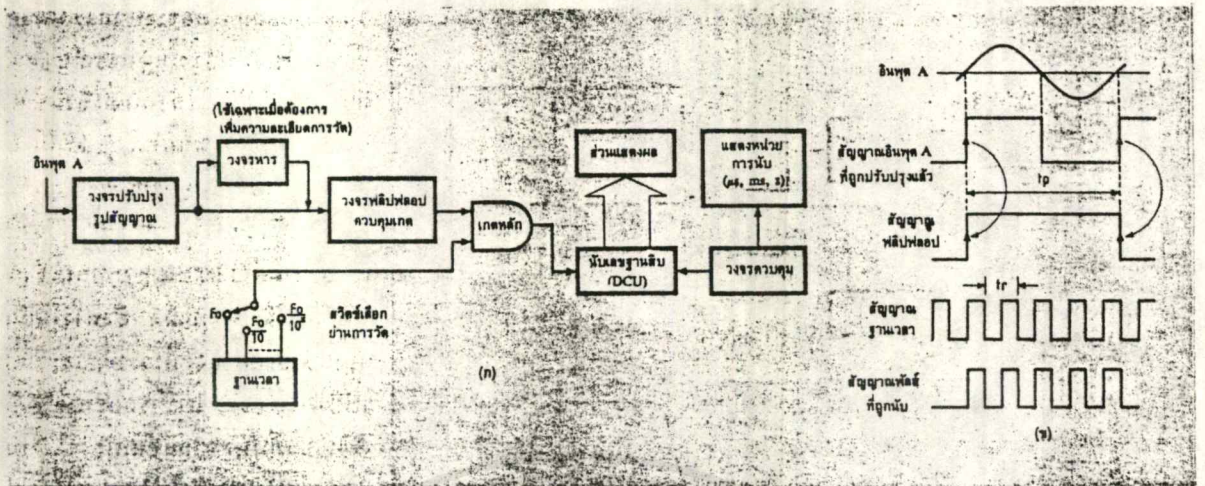 (ใช้เฉพาะเมื่อต้องการ
เพิ่มความละเอียดการวัด)
อินพุต A
วงจรหาร
วงจรปรับปรุง
รูปสัญญาณ
วงจรฟลิปฟลอป
ควบคุมเกต
เกตหลัก
ส่วนแสดงผล
แสดงหน่วย
การนับ
(μs, ms, s)
นับเลขฐานสิบ
(DCU)
วงจรควบคุม
Fo
Fo
10
Fo
สวิตช์เลือก
ย่านการวัด
ฐานเวลา
(ก)
อินพุต A
สัญญาณอินพุต A
ที่ถูกปรับปรุงแล้ว
tp
สัญญาณ
ฟลิปฟลอป
tr
สัญญาณ
ฐานเวลา
สัญญาณพัลส์
ที่ถูกนับ
(ข)